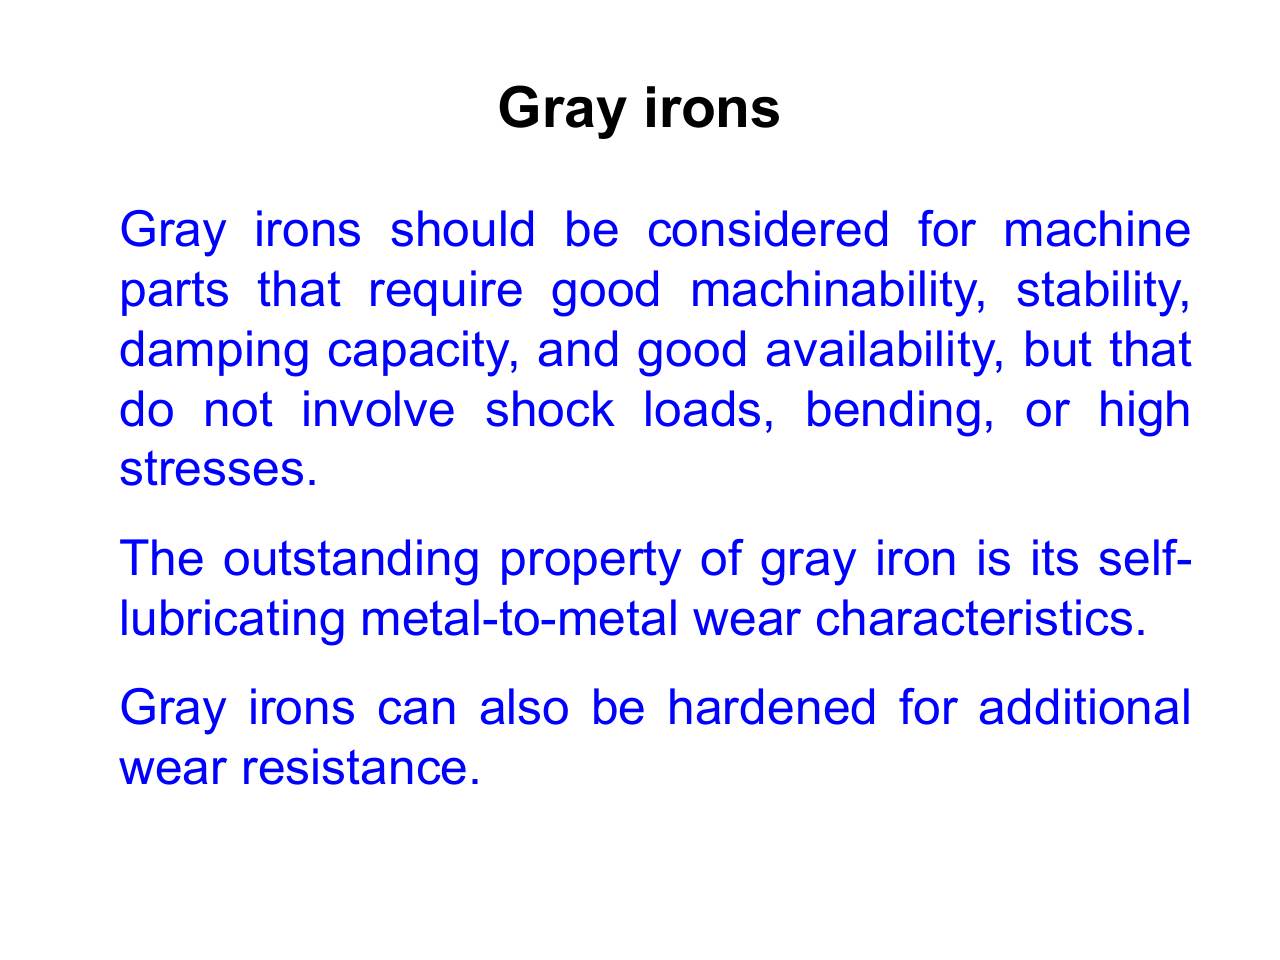 Gray irons
Gray irons should be considered for machine
parts that require good machinability, stability,
damping capacity, and good availability, but that
do not involve shock loads, bending, or high
stresses.
The outstanding property of gray iron is its self-
lubricating metal-to-metal wear characteristics.
Gray irons can also be hardened for additional
wear resistance.